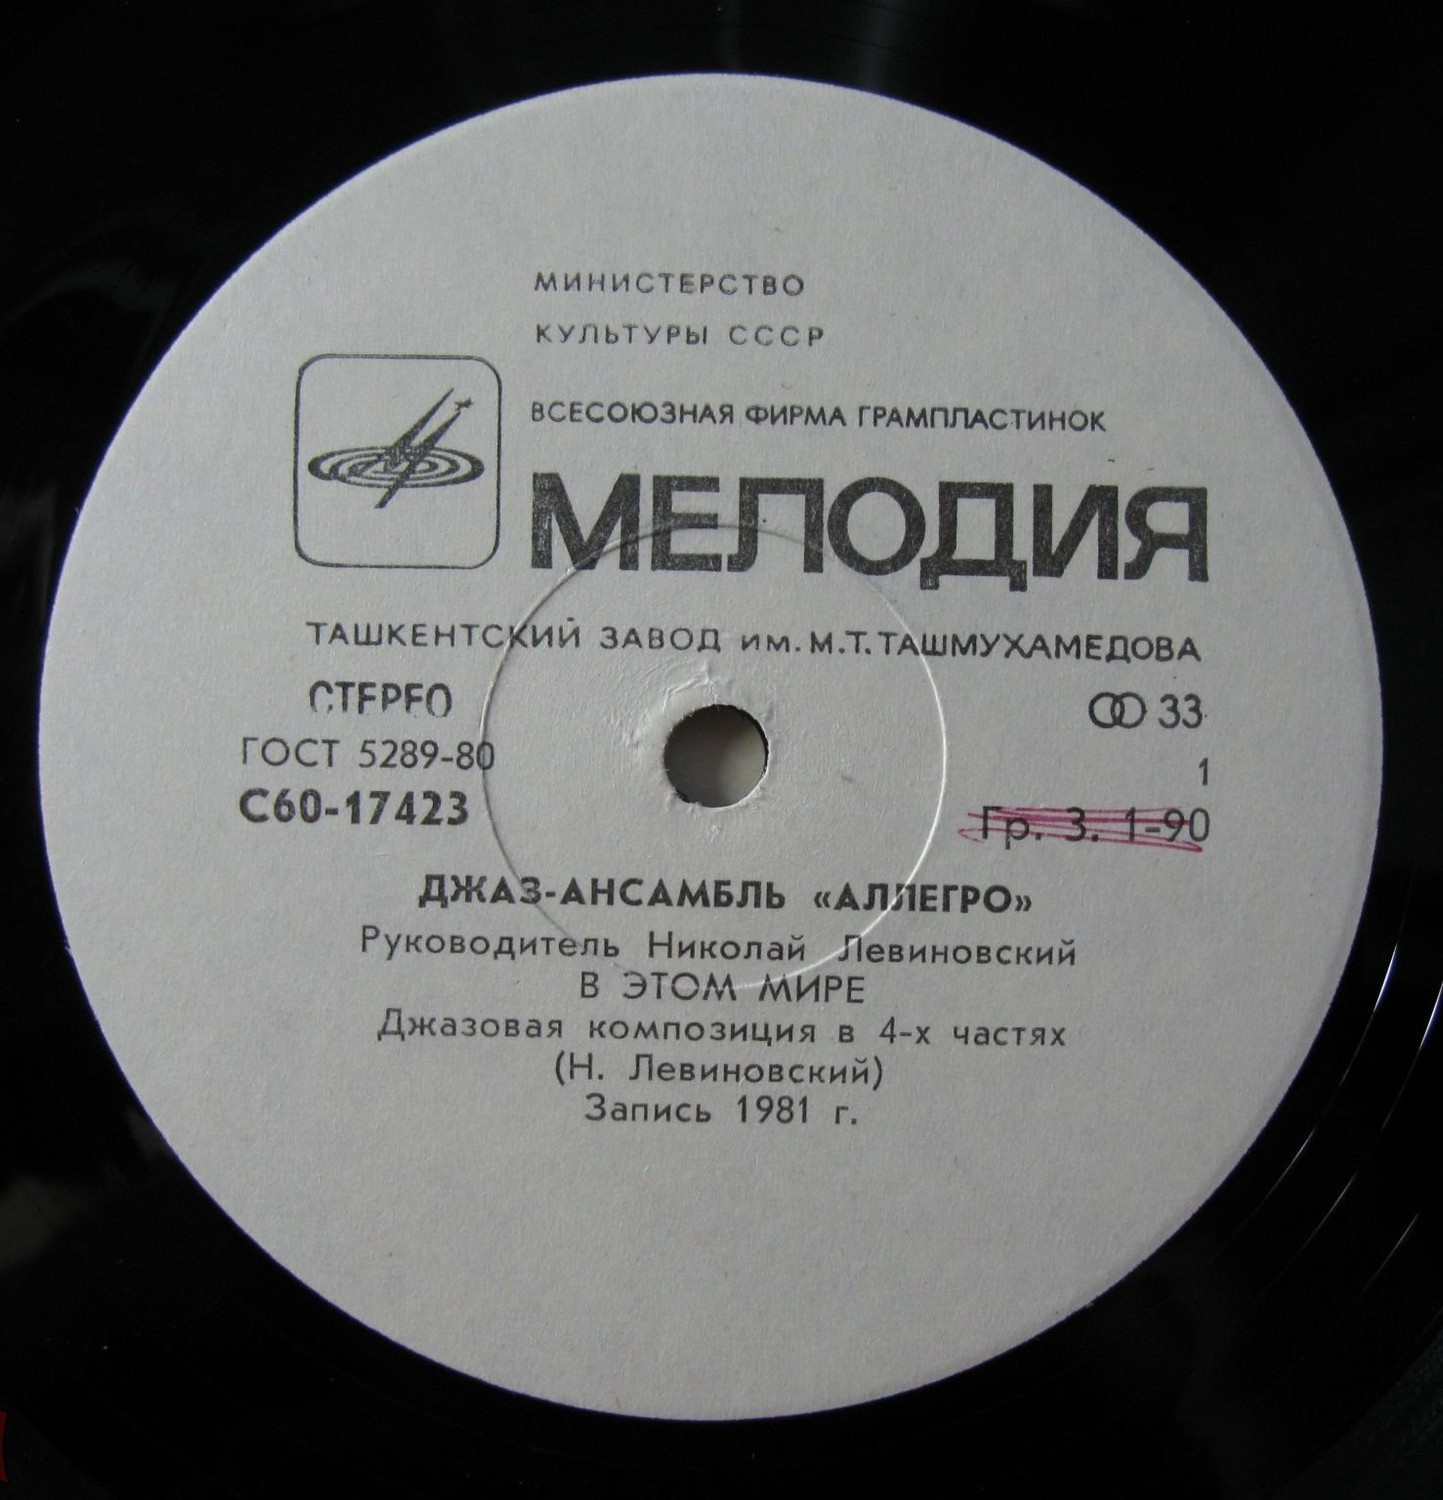 МИНИСТЕРСТВО
КУЛЬТУРЫ СССР
ВСЕСОЮЗНАЯ ФИРМА ГРАМПЛАСТИНОК
МЕЛОДИЯ
ТАШКЕНТСКИЙ ЗАВОД им. М.Т. ТАШМУХАМЕДОВА
СТЕРЕО
33
ГОСТ 5289-80
1
С60-17423
Гр. 3. 1-90
ДЖАЗ-АНСАМБЛЬ «АЛЛЕГРО»
Руководитель Николай Левиновский
В ЭТОМ МИРЕ
Джазовая композиция в 4-х частях
(Н. Левиновский)
Запись 1981 г.